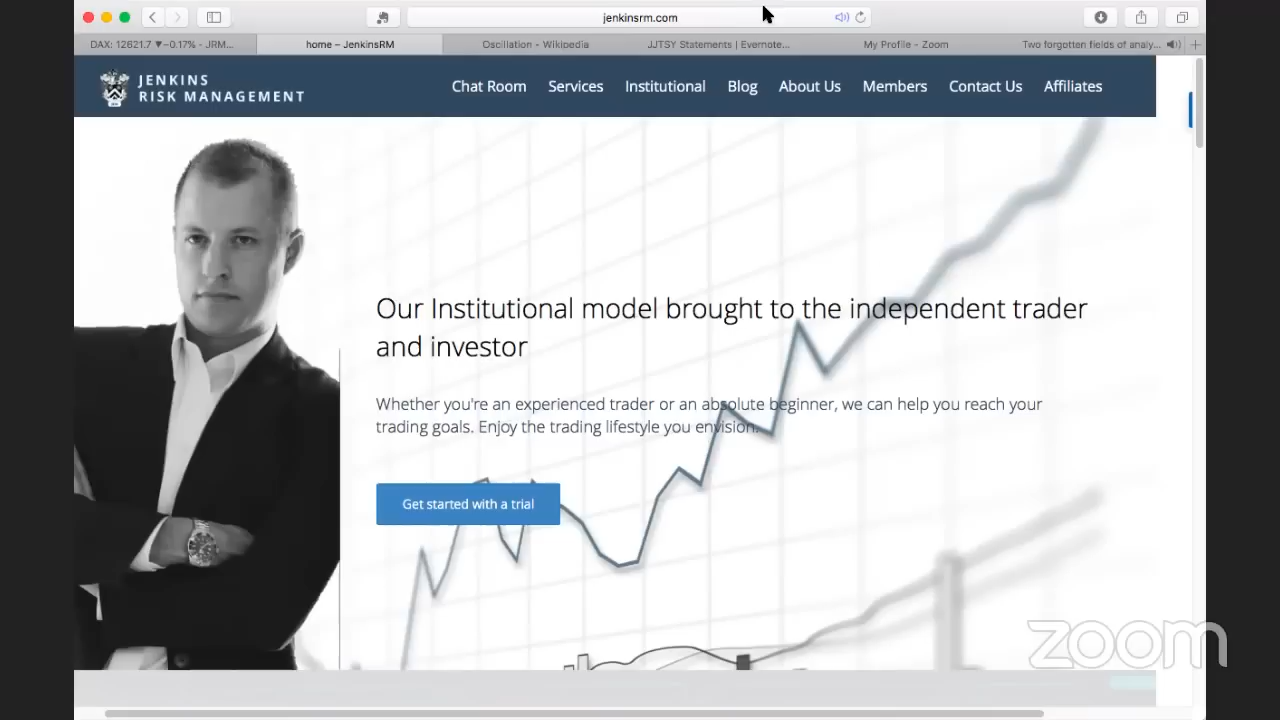 jenkinsrm.com
DAX: 12621.7 ▼−0.17% - JRM...
home – JenkinsRM
Oscillation - Wikipedia
JJTSY Statements | Evernote...
My Profile - Zoom
Two forgotten fields of analy...
JENKINS
RISK MANAGEMENT
Chat Room
Services
Institutional
Blog
About Us
Members
Contact Us
Affiliates
Our Institutional model brought to the independent trader
and investor
Whether you're an experienced trader or an absolute beginner, we can help you reach your
trading goals. Enjoy the trading lifestyle you envision.
Get started with a trial
zoom